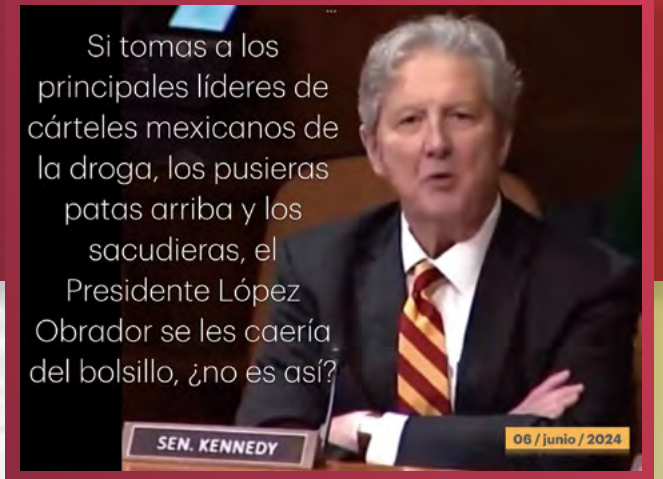 Si tomas a los
principales líderes de
cárteles mexicanos de
la droga, los pusieras
patas arriba y los
sacudieras, el
Presidente López
Obrador se les caería
del bolsillo, ¿no es así?
SEN. KENNEDY
06 / junio / 2024